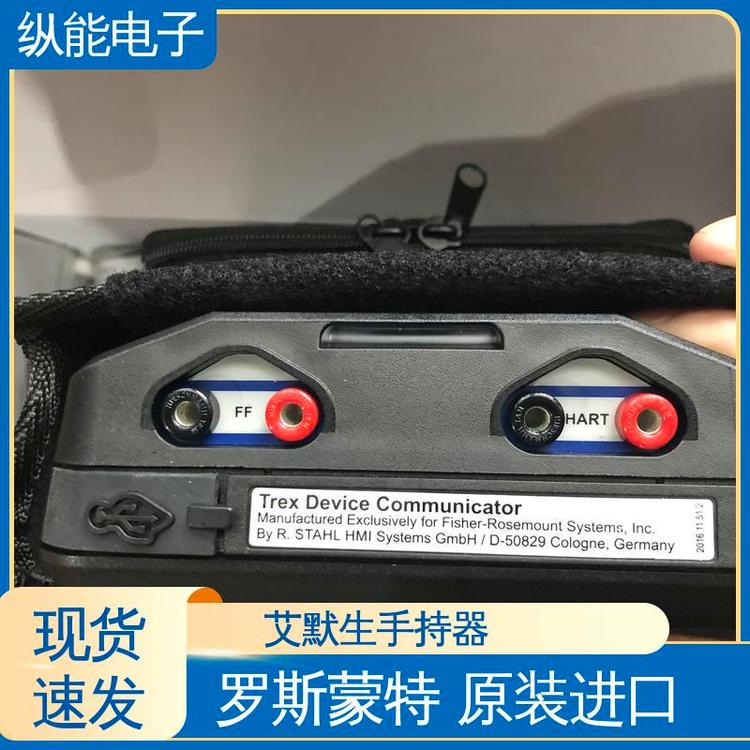 纵能电子
FF
HART
Trex Device Communicator
Manufactured Exclusively for Fisher-Rosemount Systems, Inc.
By R. STAHL HMI Systems GmbH / D-50829 Cologne, Germany
2016 11 51 2
现货
速发
艾默生手持器
罗斯蒙特 原装进口